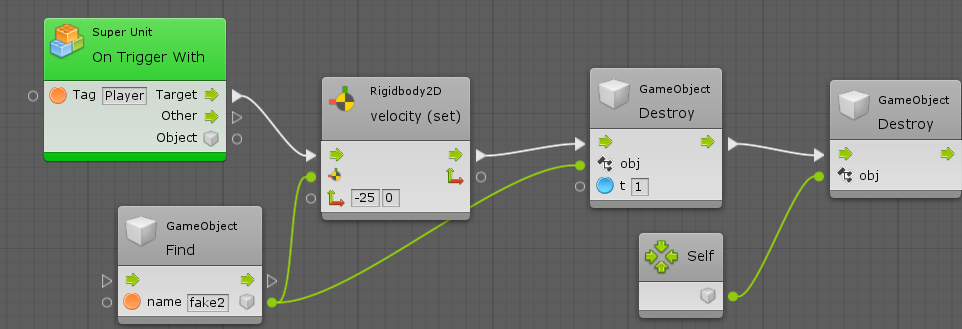 Super Unit
On Trigger With
Tag Player Target
Other
Object
Rigidbody2D
velocity (set)
-25 0
GameObject
Destroy
obj
t 1
GameObject
Destroy
obj
GameObject
Find
name fake2
Self